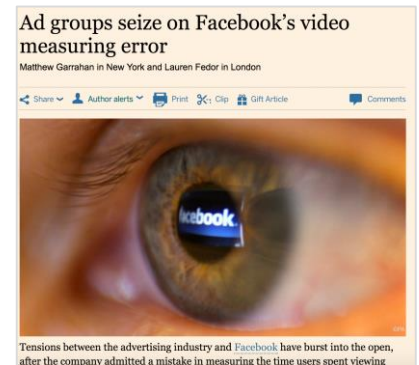 Ad groups seize on Facebook's video
measuring error
Matthew Garrahan in New York and Lauren Fedor in London
Share Author alerts Print Clip Gift Article Comments
facebook.
Tensions between the advertising industry and Facebook have burst into the open,
after the company admitted a mistake in measuring the time users spent viewing